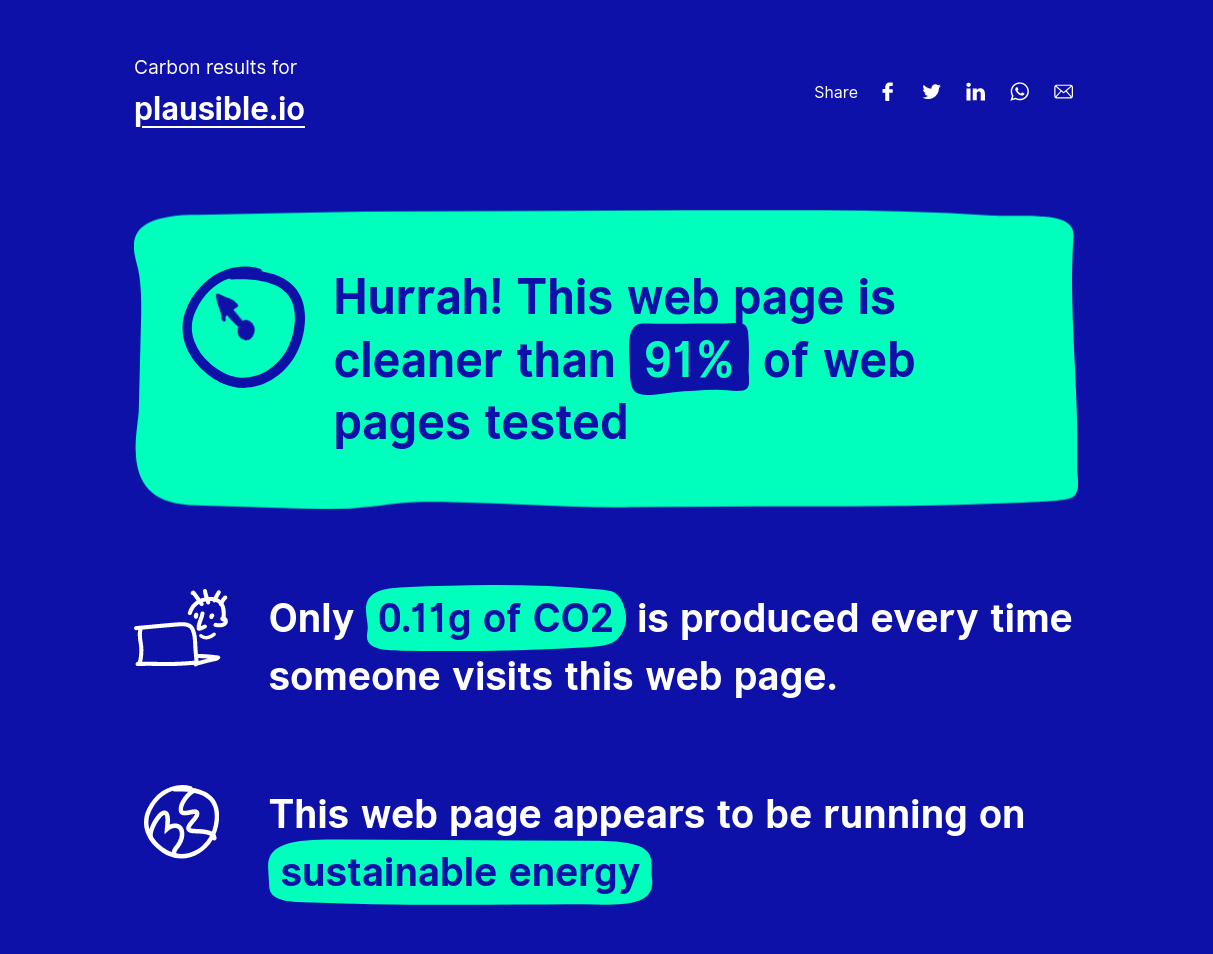 Carbon results for
plausible.io
Share
Hurrah! This web page is
cleaner than 91% of web
pages tested
Only 0.11g of CO2 is produced every time
someone visits this web page.
This web page appears to be running on
sustainable energy